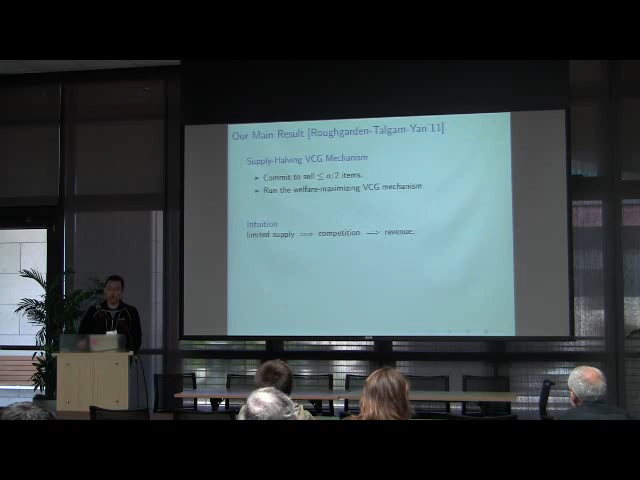 Our Main Result [Roughgarden-Talgam-Yan'11]
Supply-Halving VCG Mechanism
► Commit to sell ≤ n/2 items.
► Run the welfare-maximizing VCG mechanism
Intuition
limited supply ⟹ competition ⟹ revenue.